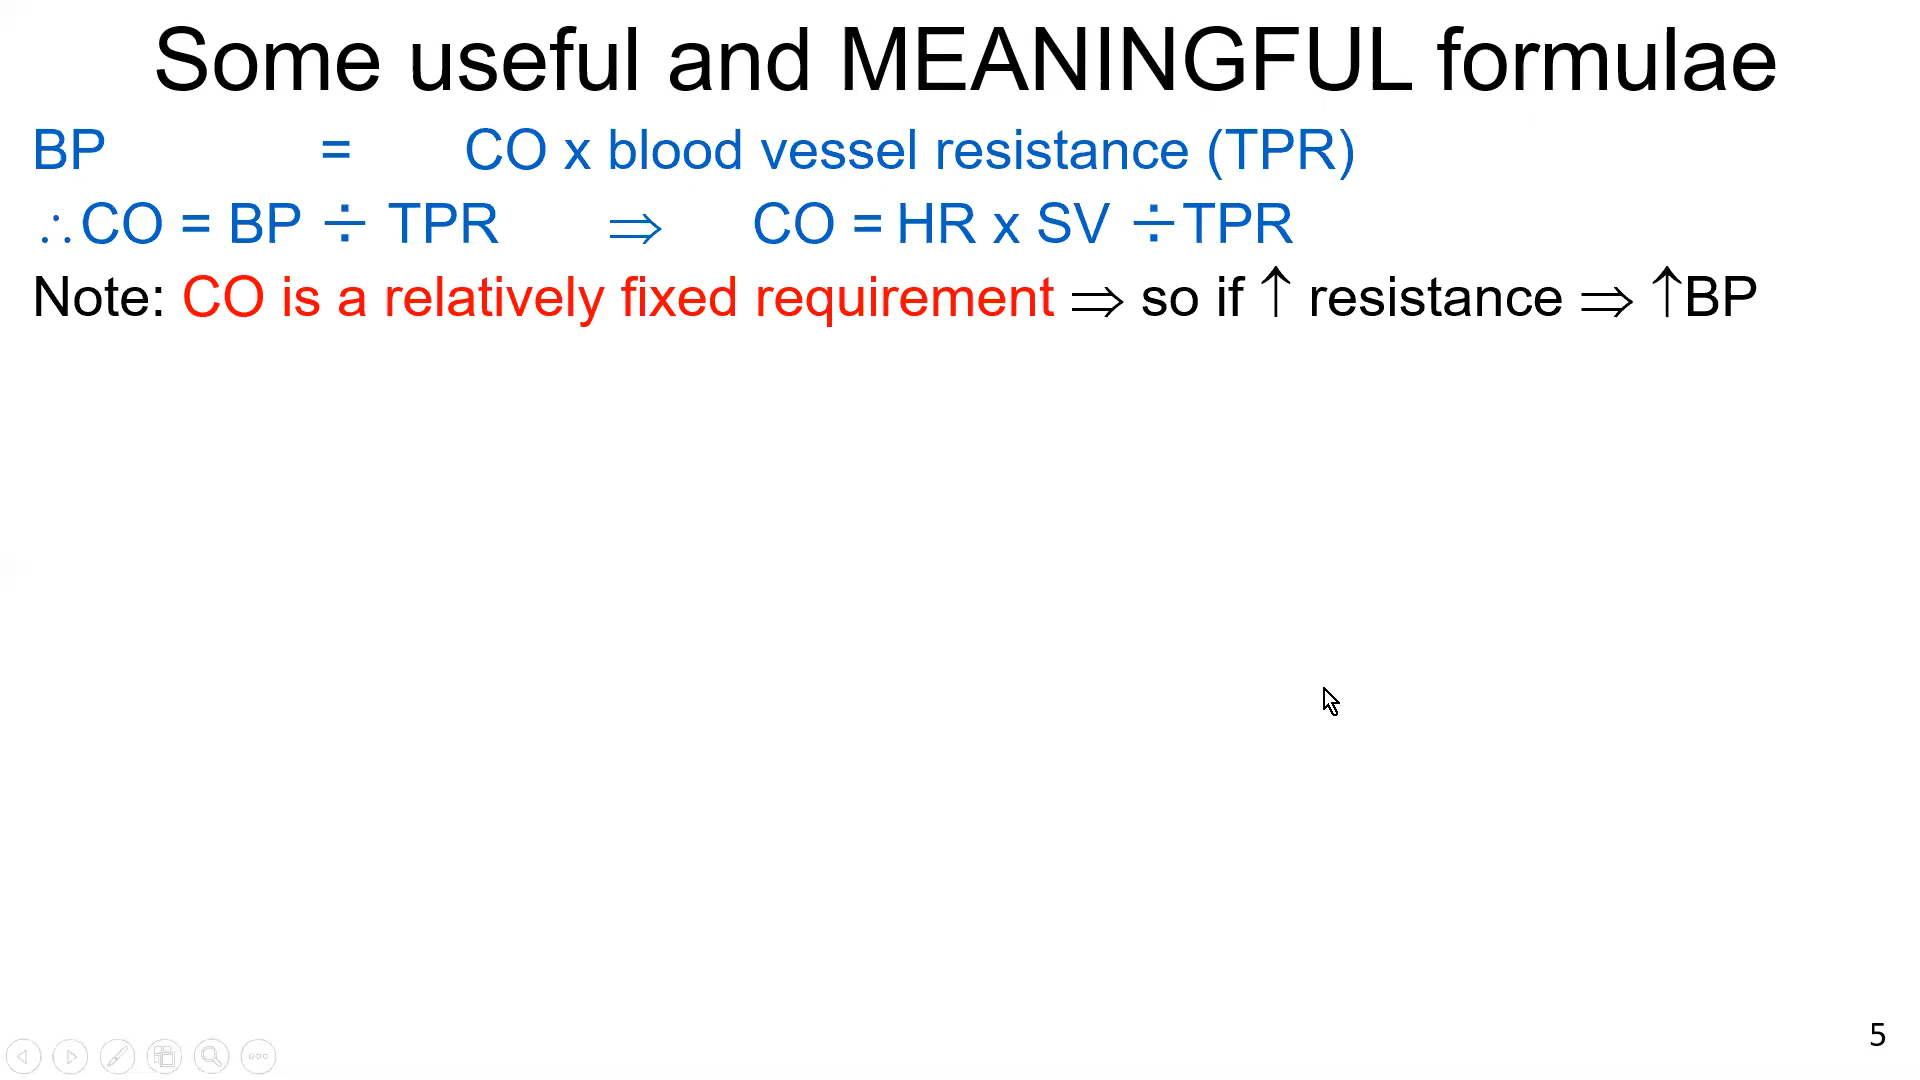 Some useful and MEANINGFUL formulae
BP = CO x blood vessel resistance (TPR)
∴CO = BP ÷ TPR ⇒ CO = HR x SV ÷TPR
Note: CO is a relatively fixed requirement ⇒ so if ↑ resistance ⇒ ↑BP
5